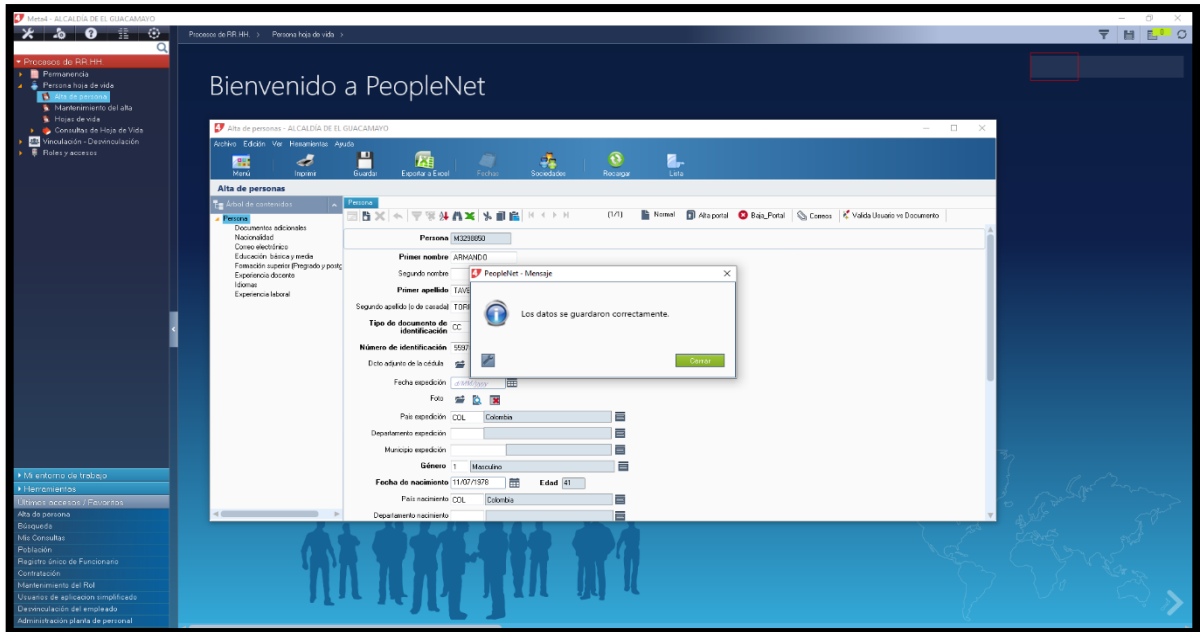 Meta4 - ALCALDÍA DE EL GUACAMAYO
Procesos de RR.HH. > Persona hoja de vida >
Procesos de RR.HH
Permanencia
Persona hoja de vida
Alta de persona
Mantenimiento del alta
Hojas de vida
Consultas de Hoja de Vida
Vinculación - Desvinculación
Roles y accesos
Bienvenido a PeopleNet
Alta de personas - ALCALDÍA DE EL GUACAMAYO
Archivo Edición Ver Herramientas Ayuda
Menú Imprimir Guardar Exportar a Excel Fechas Sociedades Recargar Lista
Alta de personas
Árbol de contenidos
Persona
Documentos adicionales
Nacionalidad
Correo electrónico
Educación básica y media
Formación superior (Pregrado y postg
Experiencia docente
Idiomas
Experiencia laboral
Persona
(1/1) Normal Alta portal Baja_Portal Correos Valida Usuario vs Documento
Persona M3298850
Primer nombre ARMANDO
Segundo nombre
Primer apellido TAVE
Segundo apellido (o de casada)
Tipo de documento de identificación CC
Número de identificación 5597
Dcto adjunto de la cédula
Fecha expedición
Foto
País expedición COL Colombia
Departamento expedición
Municipio expedición
Género 1 Masculino
Fecha de nacimiento 11/07/1978 Edad 41
País nacimiento COL Colombia
Departamento nacimiento
PeopleNet - Mensaje
Los datos se guardaron correctamente.
Cerrar
Mi entorno de trabajo
Herramientas
Últimos accesos / Favoritos
Alta de persona
Búsqueda
Mis Consultas
Población
Registro único de Funcionario
Contratación
Mantenimiento del Rol
Usuarios de aplicacion simplificado
Desvinculación del empleado
Administración planta de personal